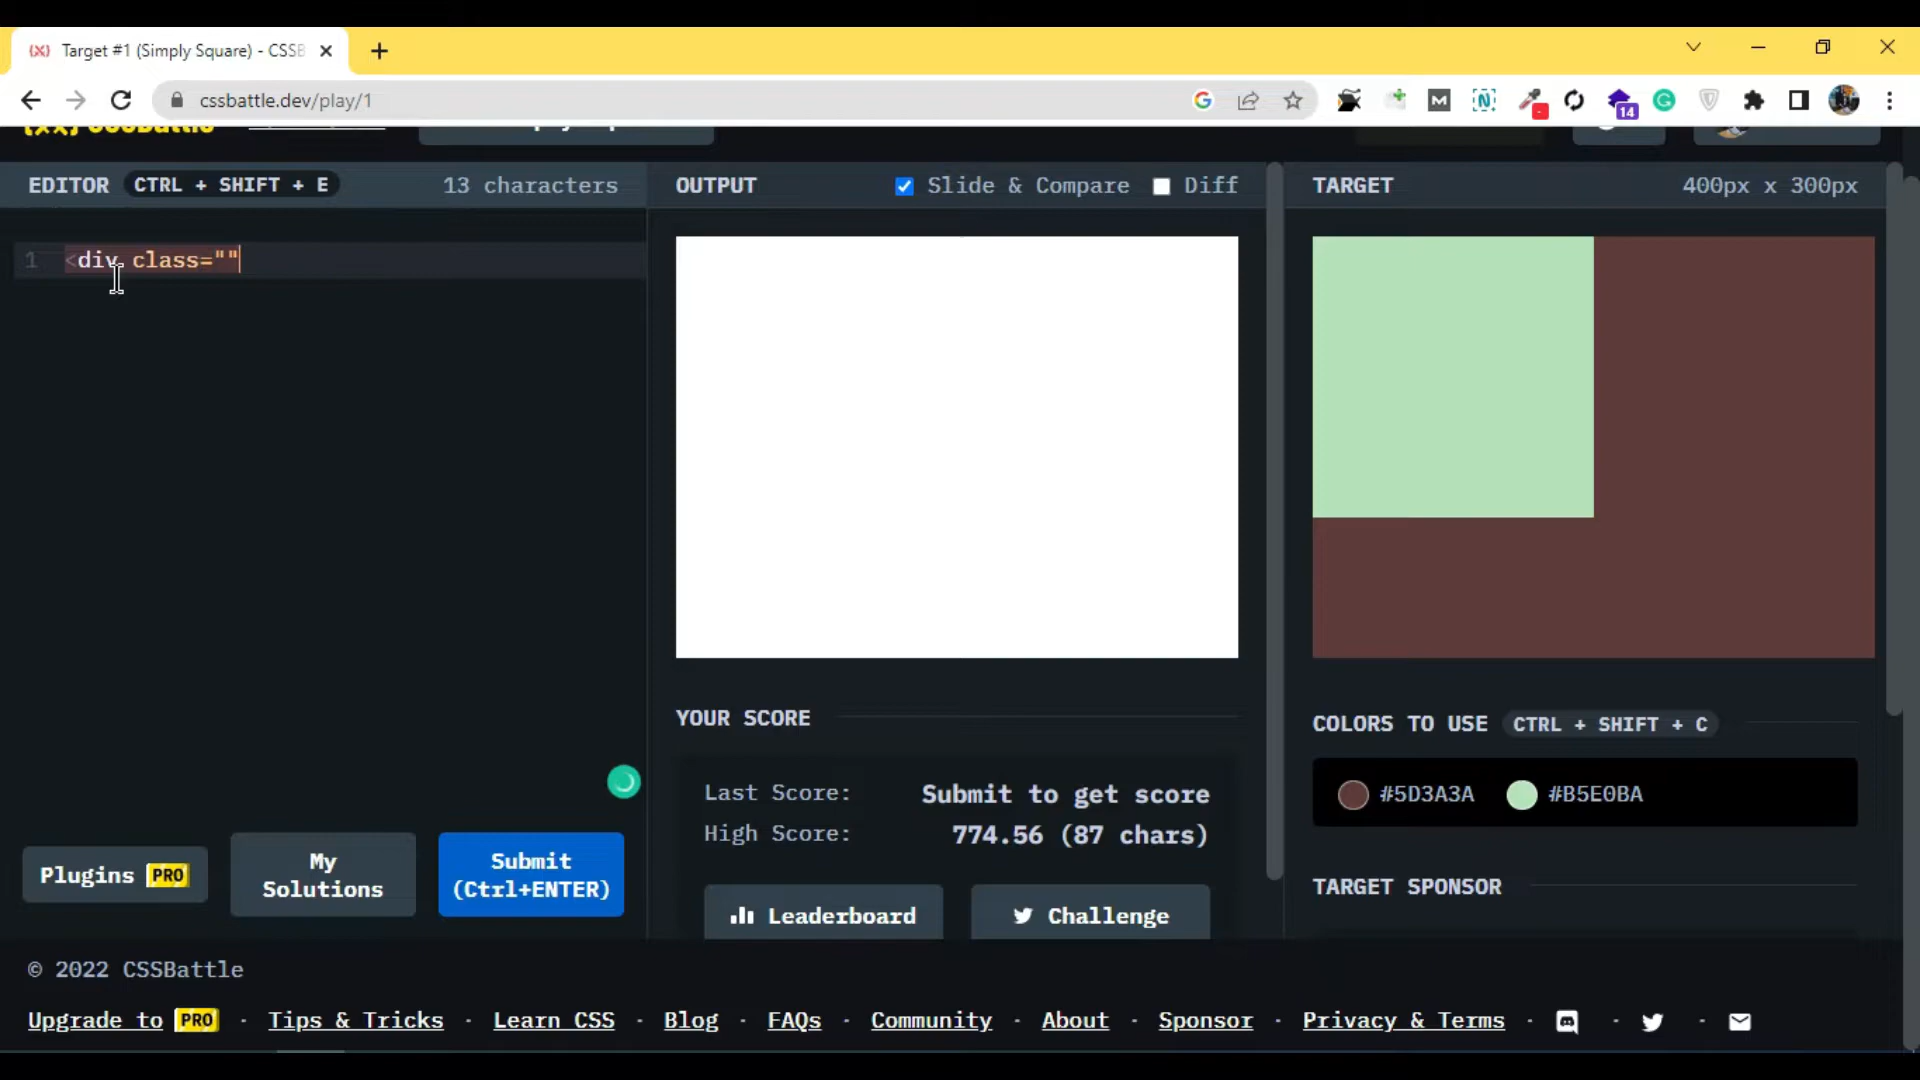 Target #1 (Simply Square) - CSSB
cssbattle.dev/play/1
14
EDITOR CTRL + SHIFT + E 13 characters
OUTPUT Slide & Compare Diff
TARGET 400px x 300px
1 <div class=""
YOUR SCORE
Last Score: Submit to get score
High Score: 774.56 (87 chars)
Leaderboard Challenge
COLORS TO USE CTRL + SHIFT + C
#5D3A3A #B5E0BA
TARGET SPONSOR
Plugins PRO
My Solutions
Submit (Ctrl+ENTER)
© 2022 CSSBattle
Upgrade to PRO · Tips & Tricks · Learn CSS · Blog · FAQs · Community · About · Sponsor · Privacy & Terms · · ·